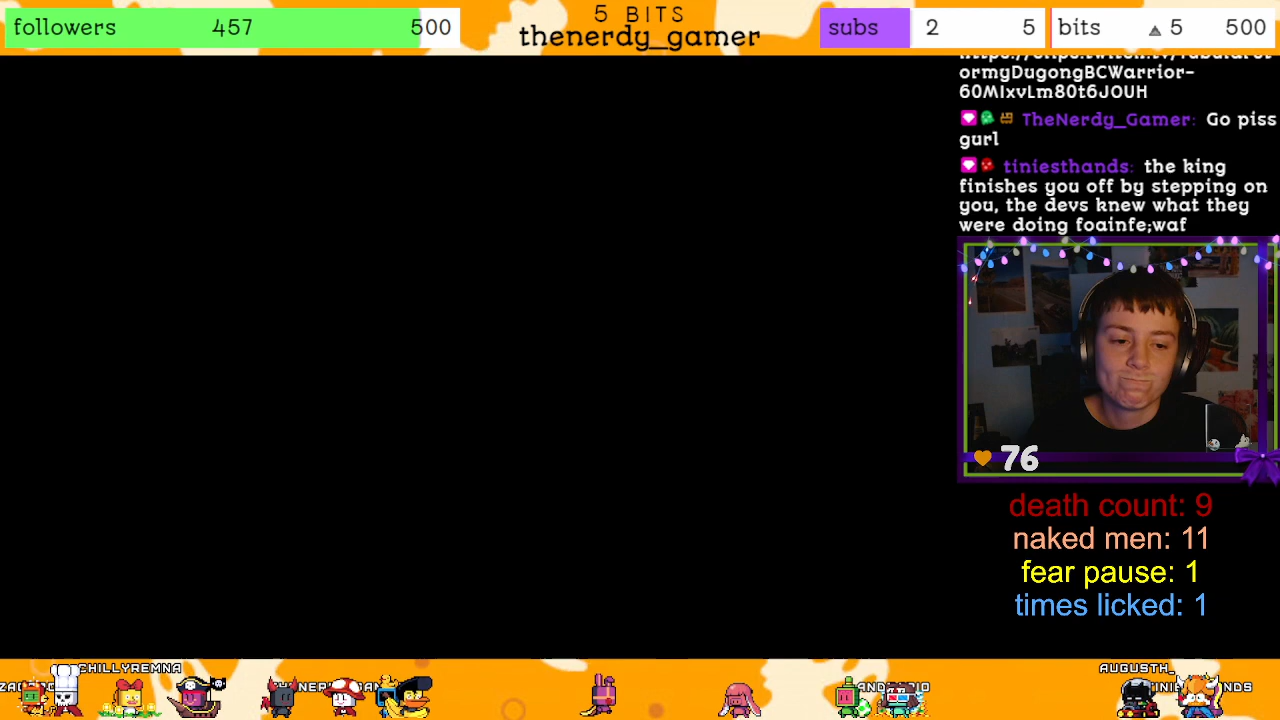 followers 457 500
5 BITS
thenerdy_gamer
subs 2 5
bits 5 500
ormyDugongBCWarrior-
60MIxvLm80t6JOUH
TheNerdy_Gamer: Go piss
gurl
tiniesthands: the king
finishes you off by stepping on
you, the devs knew what they
were doing foainfe;waf
76
death count: 9
naked men: 11
fear pause: 1
times licked: 1
CHILLYREMNA
AUGUSTH_